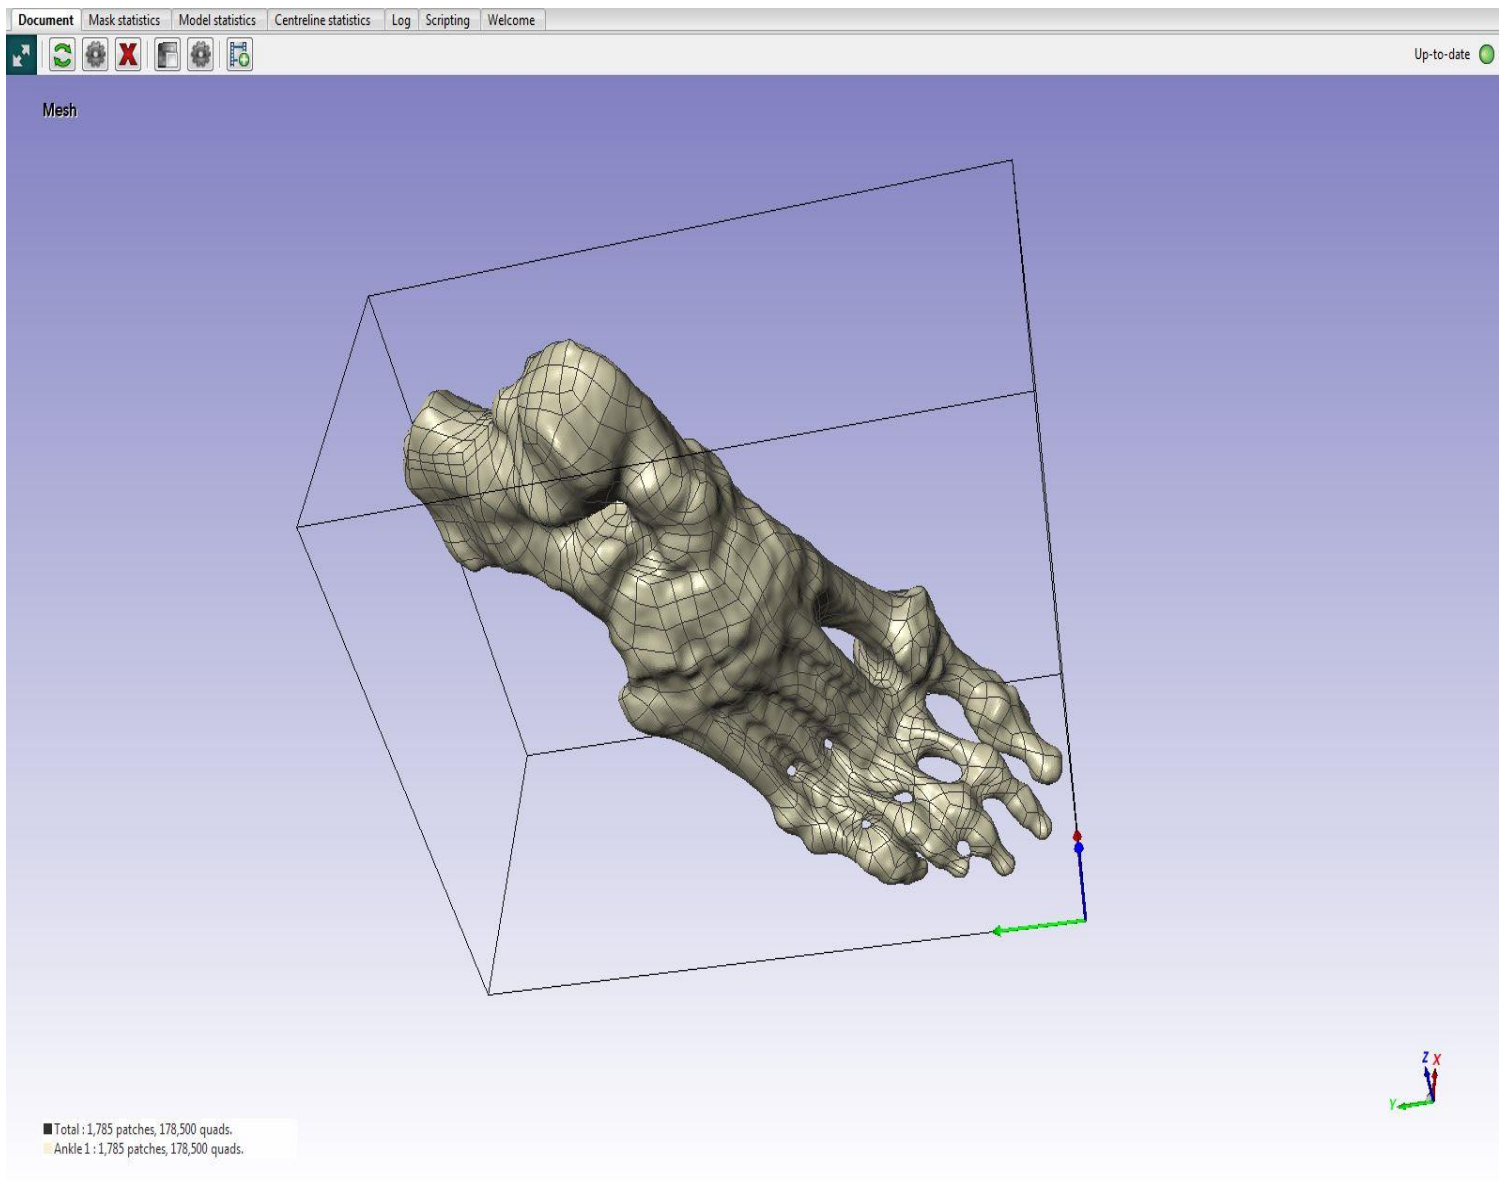 Document Mask statistics Model statistics Centreline statistics Log Scripting Welcome
Up-to-date
Mesh
Z X
Y
Total : 1,785 patches, 178,500 quads.
Ankle 1 : 1,785 patches, 178,500 quads.